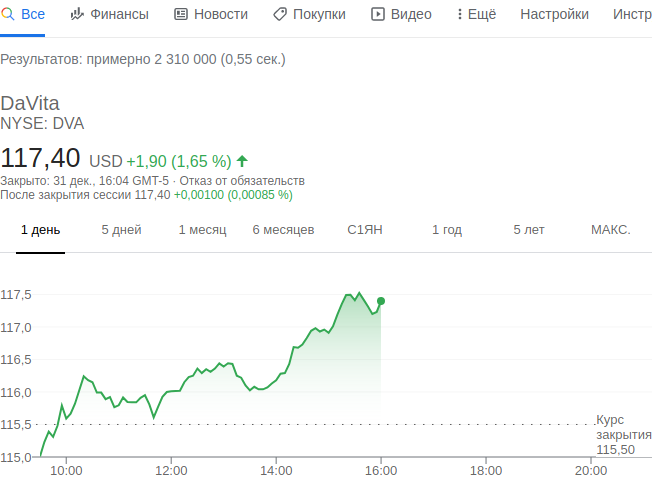 Все Финансы Новости Покупки Видео Ещё Настройки Инстр
Результатов: примерно 2 310 000 (0,55 сек.)
DaVita
NYSE: DVA
117,40 USD +1,90 (1,65 %)
Закрыто: 31 дек., 16:04 GMT-5 · Отказ от обязательств
После закрытия сессии 117,40 +0,00100 (0,00085 %)
1 день 5 дней 1 месяц 6 месяцев С1ЯН 1 год 5 лет МАКС.
117,5
117,0
116,5
116,0
115,5
Курс
закрытия
115,50
115,0
10:00 12:00 14:00 16:00 18:00 20:00